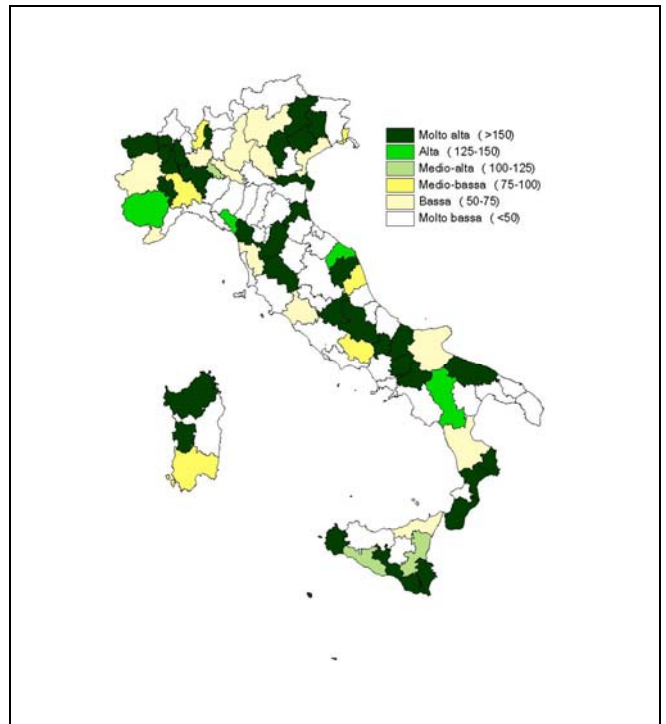 Molto alta (>150)
Alta (125-150)
Medio-alta (100-125)
Medio-bassa (75-100)
Bassa (50-75)
Molto bassa (<50)